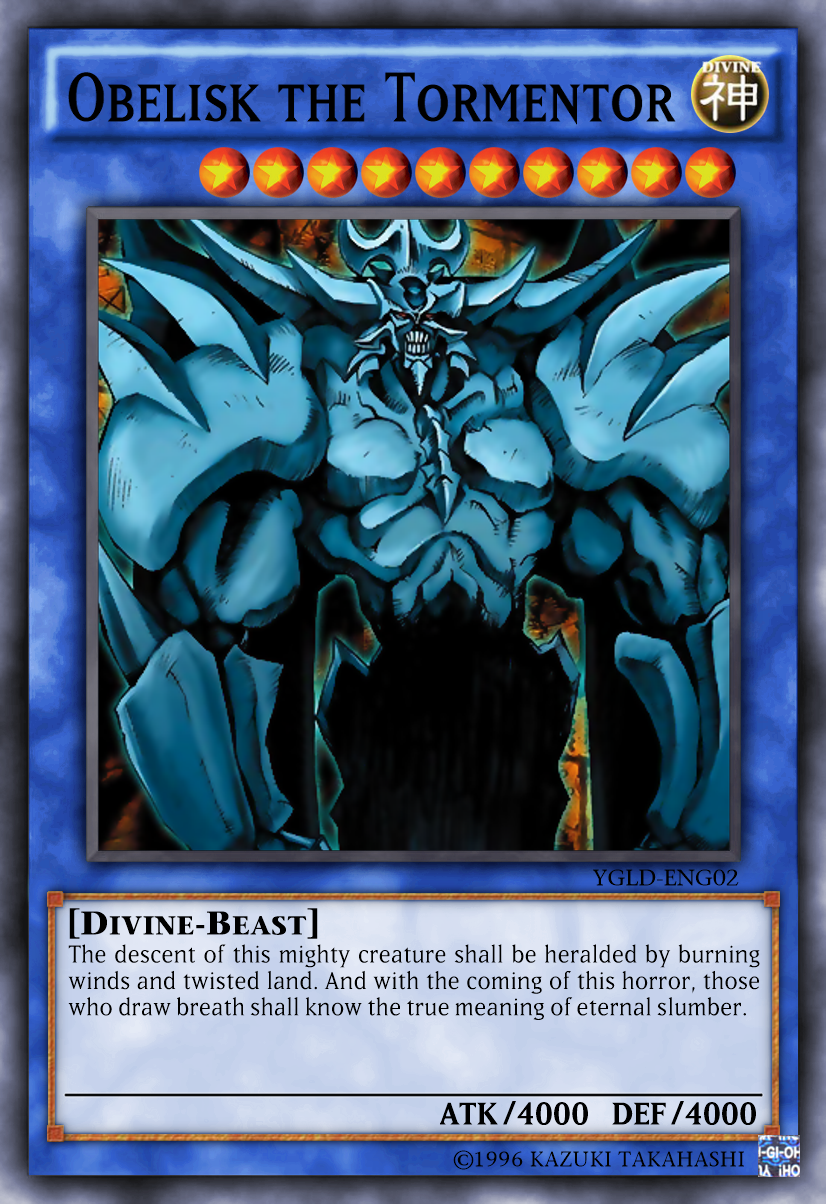 OBELISK THE TORMENTOR
DIVINE
神
YGLD-ENG02
[DIVINE-BEAST]
The descent of this mighty creature shall be heralded by burning
winds and twisted land. And with the coming of this horror, those
who draw breath shall know the true meaning of eternal slumber.
ATK/4000 DEF/4000
©1996 KAZUKI TAKAHASHI